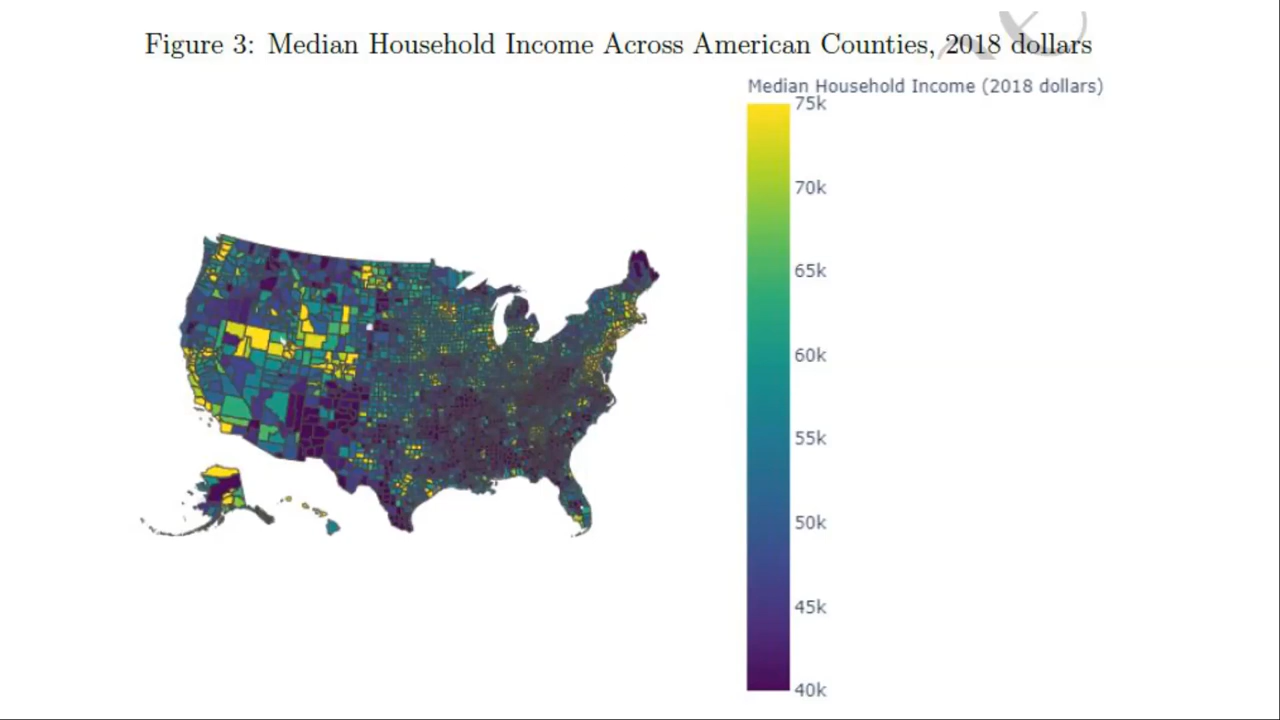 Figure 3: Median Household Income Across American Counties, 2018 dollars
Median Household Income (2018 dollars)
75k
70k
65k
60k
55k
50k
45k
40k